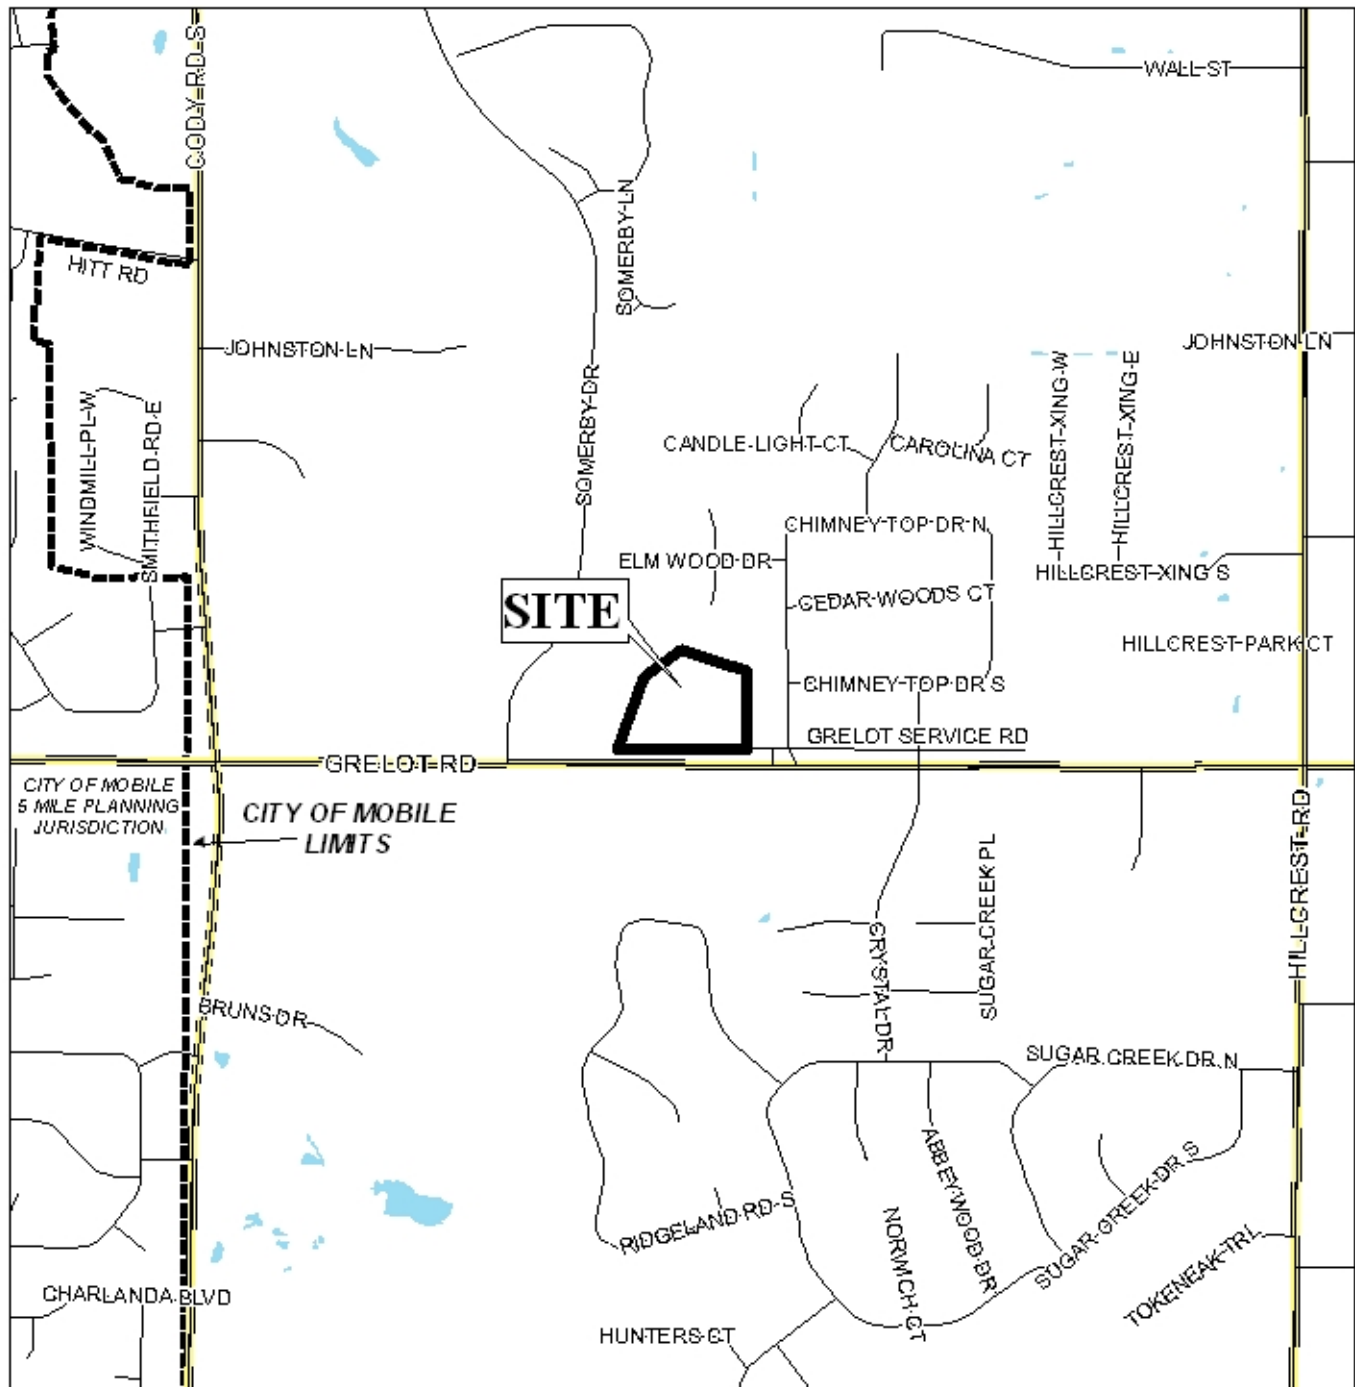 CODY RD S
WALL ST
SOMERBY LN
HITT RD
JOHNSTON LN
JOHNSTON LN
SOMERBY DR
WINDMILL PL W
SMITHFIELD RD E
CANDLE LIGHT CT
CAROLINA CT
HILLCREST XING W
HILLCREST XING E
CHIMNEY TOP DR N
ELM WOOD DR
HILLCREST XING S
CEDAR WOODS CT
SITE
HILLCREST PARK CT
CHIMNEY TOP DR S
GRELOT SERVICE RD
GRELOT RD
CITY OF MOBILE
5 MILE PLANNING
JURISDICTION
CITY OF MOBILE
LIMITS
HILLCREST RD
SUGAR CREEK PL
CRYSTAL DR
BRUNS DR
SUGAR CREEK DR N
ABBEYWOOD DR
SUGAR CREEK DR S
RIDGELAND RD S
NORWICH CT
TOKENEAK TRL
CHARLANDA BLVD
HUNTERS CT